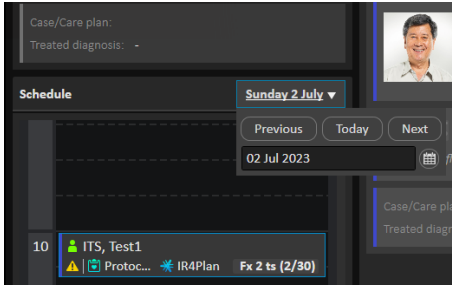 Case/Care plan:
Treated diagnosis: -
Schedule
Sunday 2 July
Previous Today Next
02 Jul 2023
Case/Care pla
Treated diagn
10 ITS, Test1
Protoc... IR4Plan Fx 2 ts (2/30)